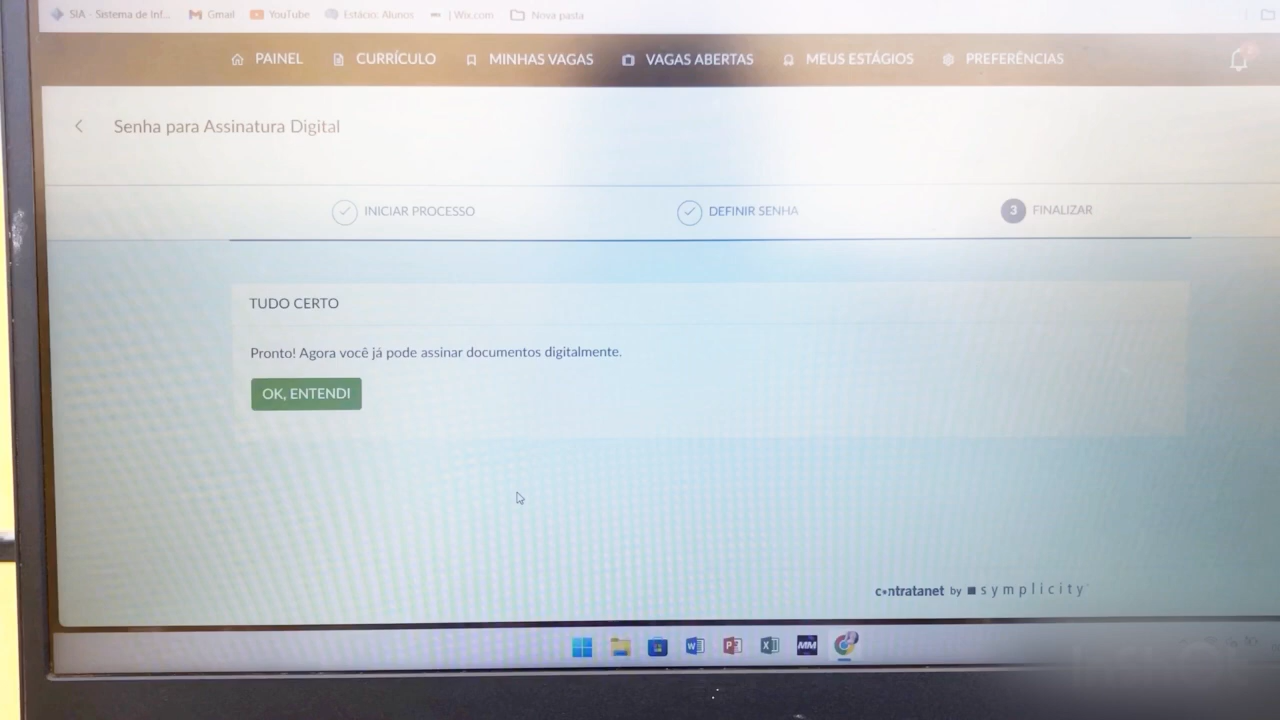 SIA - Sistema de Inf... Gmail YouTube Estácio: Alunos | Wix.com Nova pasta
PAINEL CURRÍCULO MINHAS VAGAS VAGAS ABERTAS MEUS ESTÁGIOS PREFERÊNCIAS
Senha para Assinatura Digital
INICIAR PROCESSO DEFINIR SENHA 3 FINALIZAR
TUDO CERTO
Pronto! Agora você já pode assinar documentos digitalmente.
OK, ENTENDI
contratanet by symplicity
MM